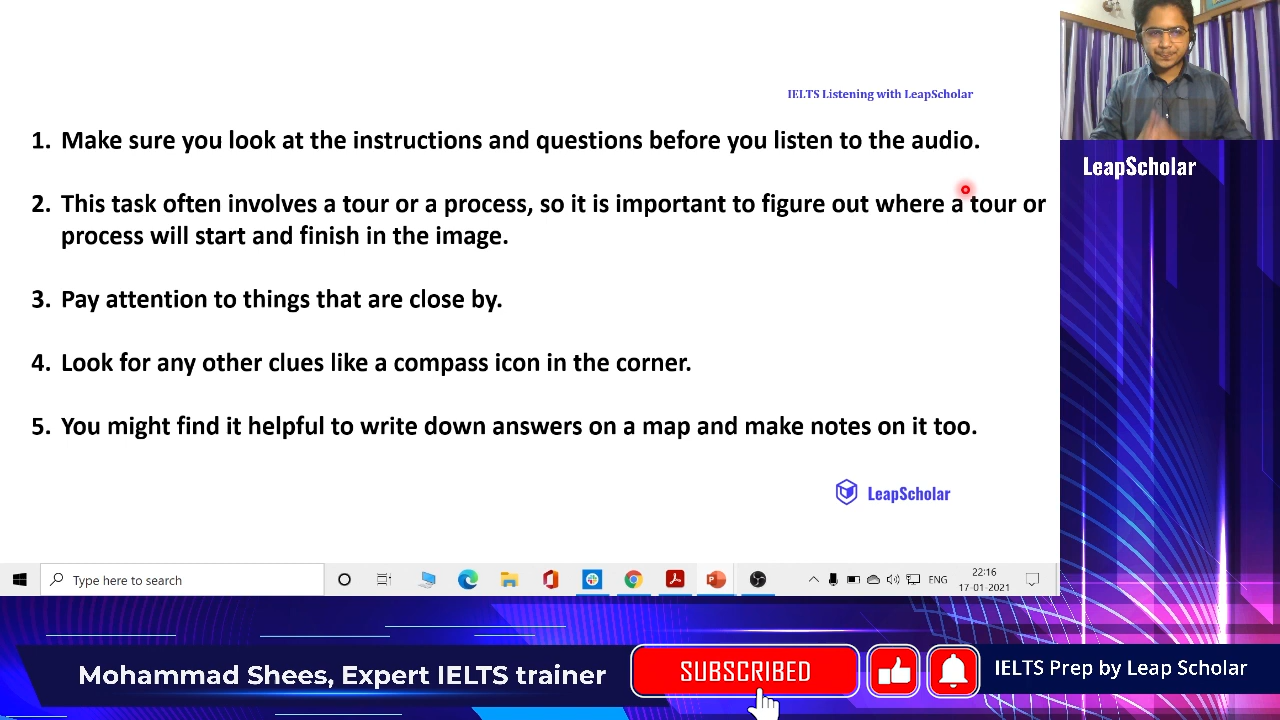 IELTS Listening with LeapScholar
1. Make sure you look at the instructions and questions before you listen to the audio.
2. This task often involves a tour or a process, so it is important to figure out where a tour or
process will start and finish in the image.
3. Pay attention to things that are close by.
4. Look for any other clues like a compass icon in the corner.
5. You might find it helpful to write down answers on a map and make notes on it too.
LeapScholar
LeapScholar
Type here to search
ENG
22:16
17-01-2021
Mohammad Shees, Expert IELTS trainer
SUBSCRIBED
IELTS Prep by Leap Scholar